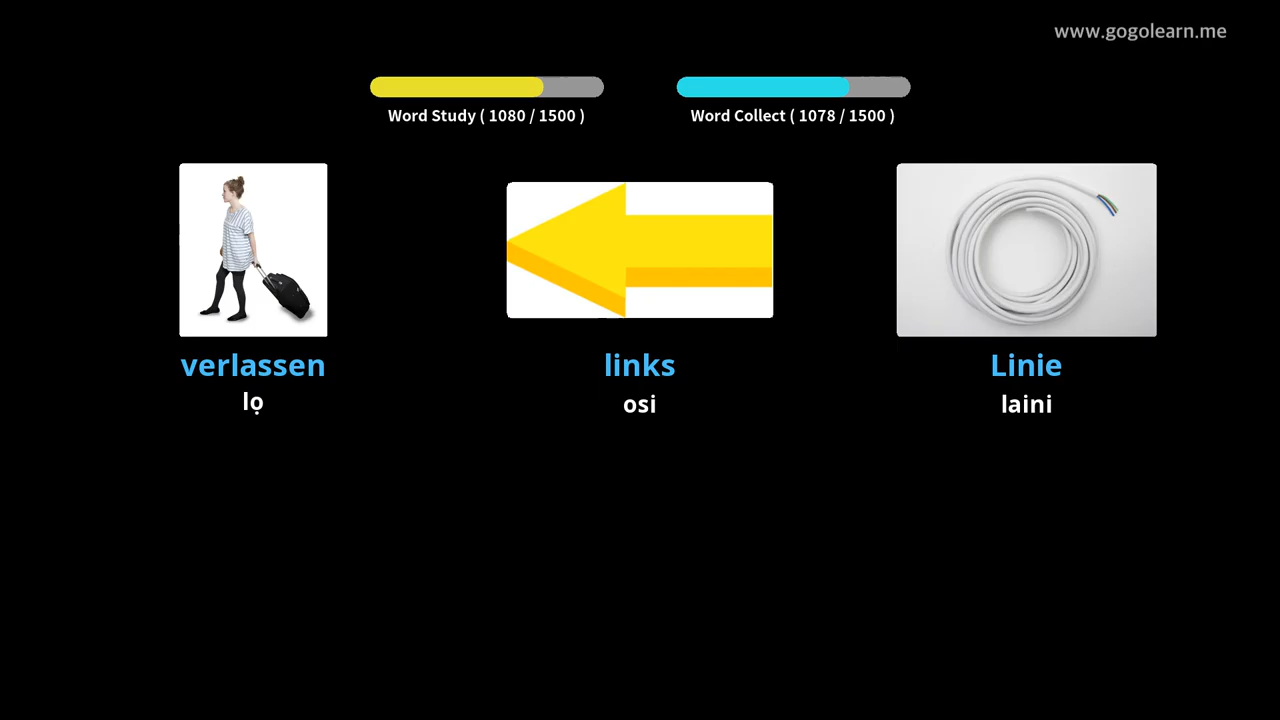 www.gogolearn.me
Word Study ( 1080 / 1500 )
Word Collect ( 1078 / 1500 )
verlassen
lọ
links
osi
Linie
laini